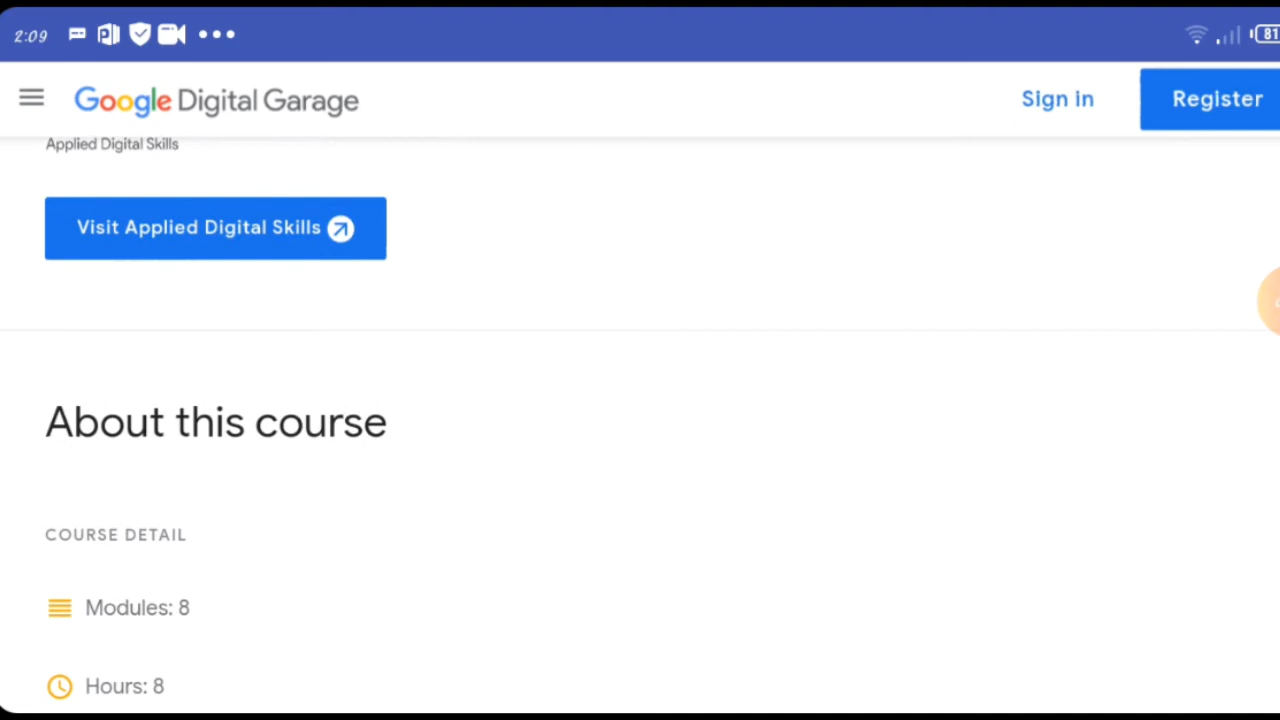 2:09
81
Google Digital Garage
Sign in
Register
Applied Digital Skills
Visit Applied Digital Skills
About this course
COURSE DETAIL
Modules: 8
Hours: 8